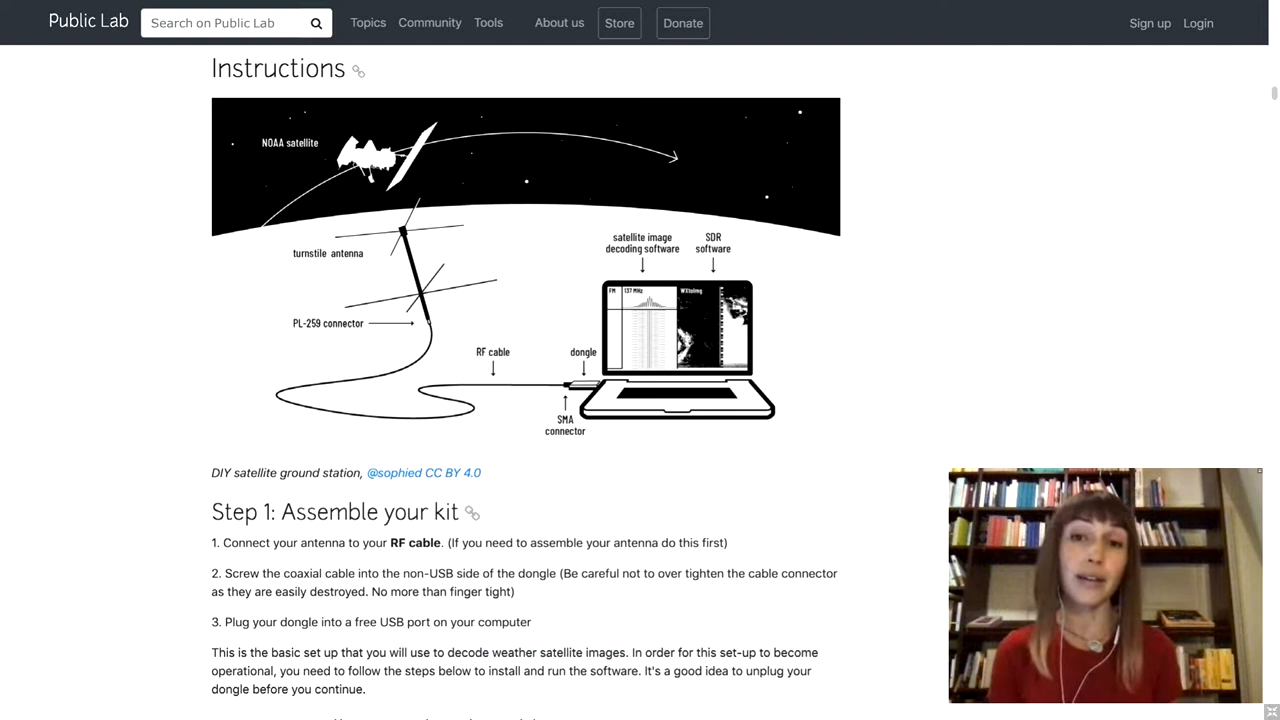 Public Lab
Search on Public Lab
Topics Community Tools About us Store Donate
Sign up Login
Instructions
NOAA satellite
turnstile antenna
PL-259 connector
RF cable
dongle
SMA
connector
satellite image
decoding software
SDR
software
FM
137 MHz
WXtoImg
DIY satellite ground station, @sophied CC BY 4.0
Step 1: Assemble your kit
1. Connect your antenna to your RF cable. (If you need to assemble your antenna do this first)
2. Screw the coaxial cable into the non-USB side of the dongle (Be careful not to over tighten the cable connector
as they are easily destroyed. No more than finger tight)
3. Plug your dongle into a free USB port on your computer
This is the basic set up that you will use to decode weather satellite images. In order for this set-up to become
operational, you need to follow the steps below to install and run the software. It's a good idea to unplug your
dongle before you continue.